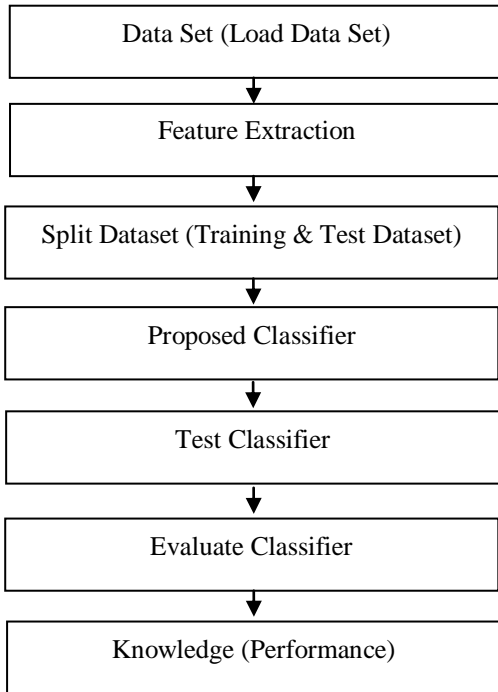 Data Set (Load Data Set)
Feature Extraction
Split Dataset (Training & Test Dataset)
Proposed Classifier
Test Classifier
Evaluate Classifier
Knowledge (Performance)